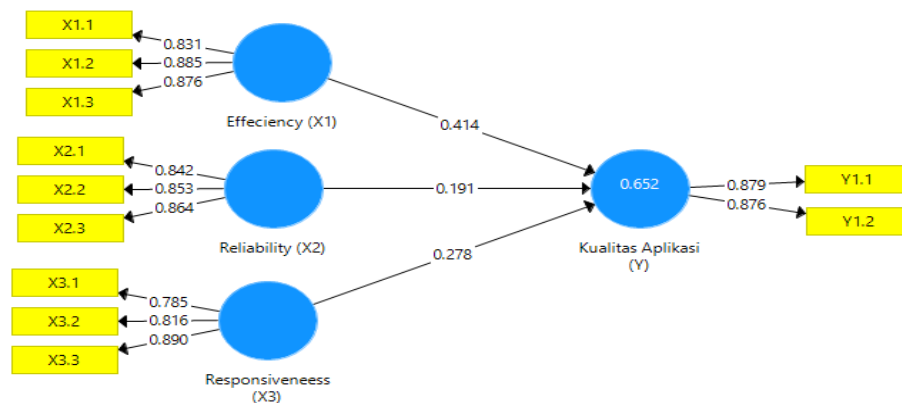 X1.1
0.831
X1.2
0.885
X1.3
0.876
Effeciency (X1)
0.414
X2.1
0.842
X2.2
0.853
X2.3
0.864
Reliability (X2)
0.191
0.652
Kualitas Aplikasi
(Y)
0.879
Y1.1
0.876
Y1.2
X3.1
0.785
X3.2
0.816
X3.3
0.890
Responsiveneess
(X3)
0.278